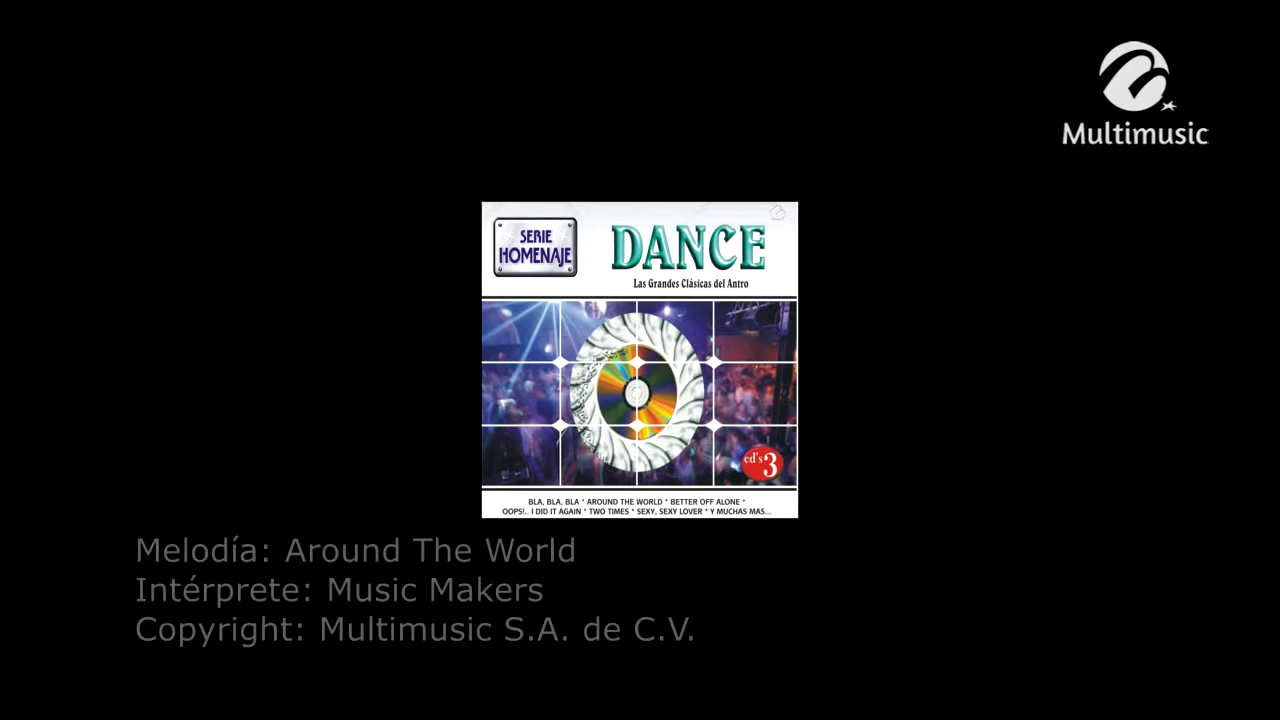 Multimusic
SERIE
HOMENAJE
DANCE
Las Grandes Clásicas del Antro
cd's 3
BLA, BLA, BLA * AROUND THE WORLD * BETTER OFF ALONE *
OOPS!.. I DID IT AGAIN * TWO TIMES * SEXY, SEXY LOVER * Y MUCHAS MAS...
Melodía: Around The World
Intérprete: Music Makers
Copyright: Multimusic S.A. de C.V.